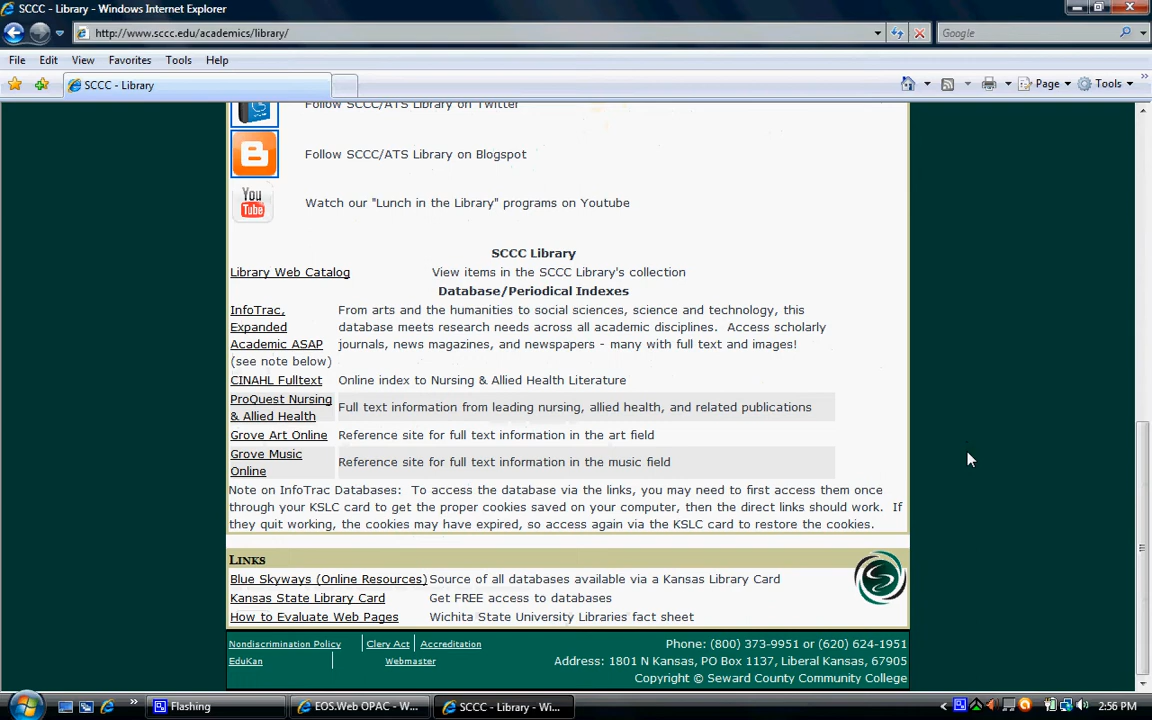 SCCC - Library - Windows Internet Explorer
http://www.sccc.edu/academics/library/
Google
File Edit View Favorites Tools Help
SCCC - Library
Page Tools
Follow SCCC/ATS Library on Twitter
Follow SCCC/ATS Library on Blogspot
You
Tube
Watch our "Lunch in the Library" programs on Youtube
SCCC Library
Library Web Catalog View items in the SCCC Library's collection
Database/Periodical Indexes
InfoTrac, From arts and the humanities to social sciences, science and technology, this
Expanded database meets research needs across all academic disciplines. Access scholarly
Academic ASAP journals, news magazines, and newspapers - many with full text and images!
(see note below)
CINAHL Fulltext Online index to Nursing & Allied Health Literature
ProQuest Nursing
& Allied Health Full text information from leading nursing, allied health, and related publications
Grove Art Online Reference site for full text information in the art field
Grove Music
Online Reference site for full text information in the music field
Note on InfoTrac Databases: To access the database via the links, you may need to first access them once
through your KSLC card to get the proper cookies saved on your computer, then the direct links should work. If
they quit working, the cookies may have expired, so access again via the KSLC card to restore the cookies.
LINKS
Blue Skyways (Online Resources) Source of all databases available via a Kansas Library Card
Kansas State Library Card Get FREE access to databases
How to Evaluate Web Pages Wichita State University Libraries fact sheet
Nondiscrimination Policy Clery Act Accreditation Phone: (800) 373-9951 or (620) 624-1951
EduKan Webmaster Address: 1801 N Kansas, PO Box 1137, Liberal Kansas, 67905
Copyright © Seward County Community College
Flashing EOS.Web OPAC - W... SCCC - Library - Wi... 2:56 PM